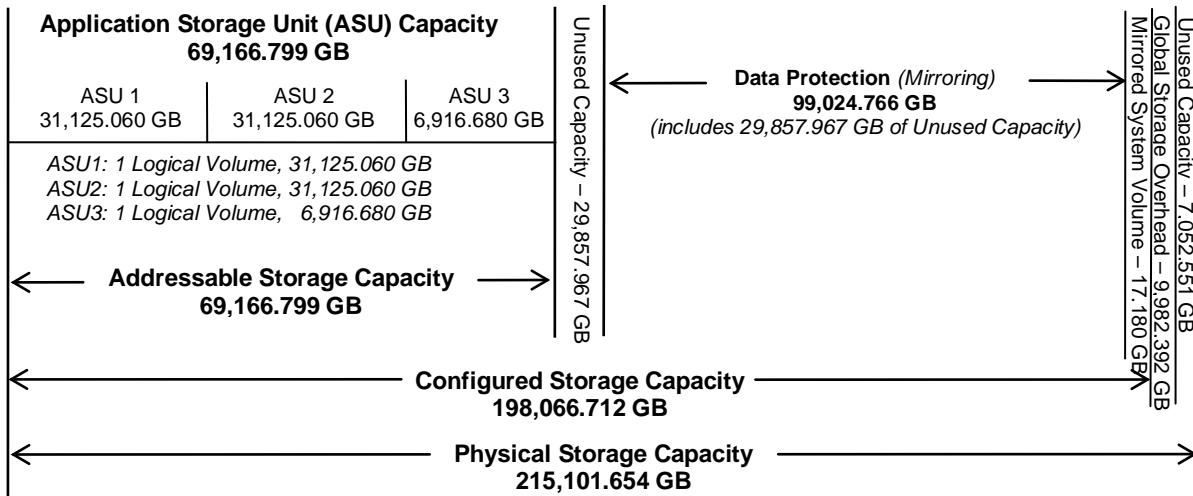 Application Storage Unit (ASU) Capacity
69,166.799 GB
ASU 1
31,125.060 GB
ASU 2
31,125.060 GB
ASU 3
6,916.680 GB
ASU1: 1 Logical Volume, 31,125.060 GB
ASU2: 1 Logical Volume, 31,125.060 GB
ASU3: 1 Logical Volume, 6,916.680 GB
Addressable Storage Capacity
69,166.799 GB
Unused Capacity – 29,857.967 GB
Data Protection (Mirroring)
99,024.766 GB
(includes 29,857.967 GB of Unused Capacity)
Mirrored System Volume – 17.180 GB
Global Storage Overhead – 9,982.392 GB
Unused Capacity – 7.052.551 GB
Configured Storage Capacity
198,066.712 GB
Physical Storage Capacity
215,101.654 GB